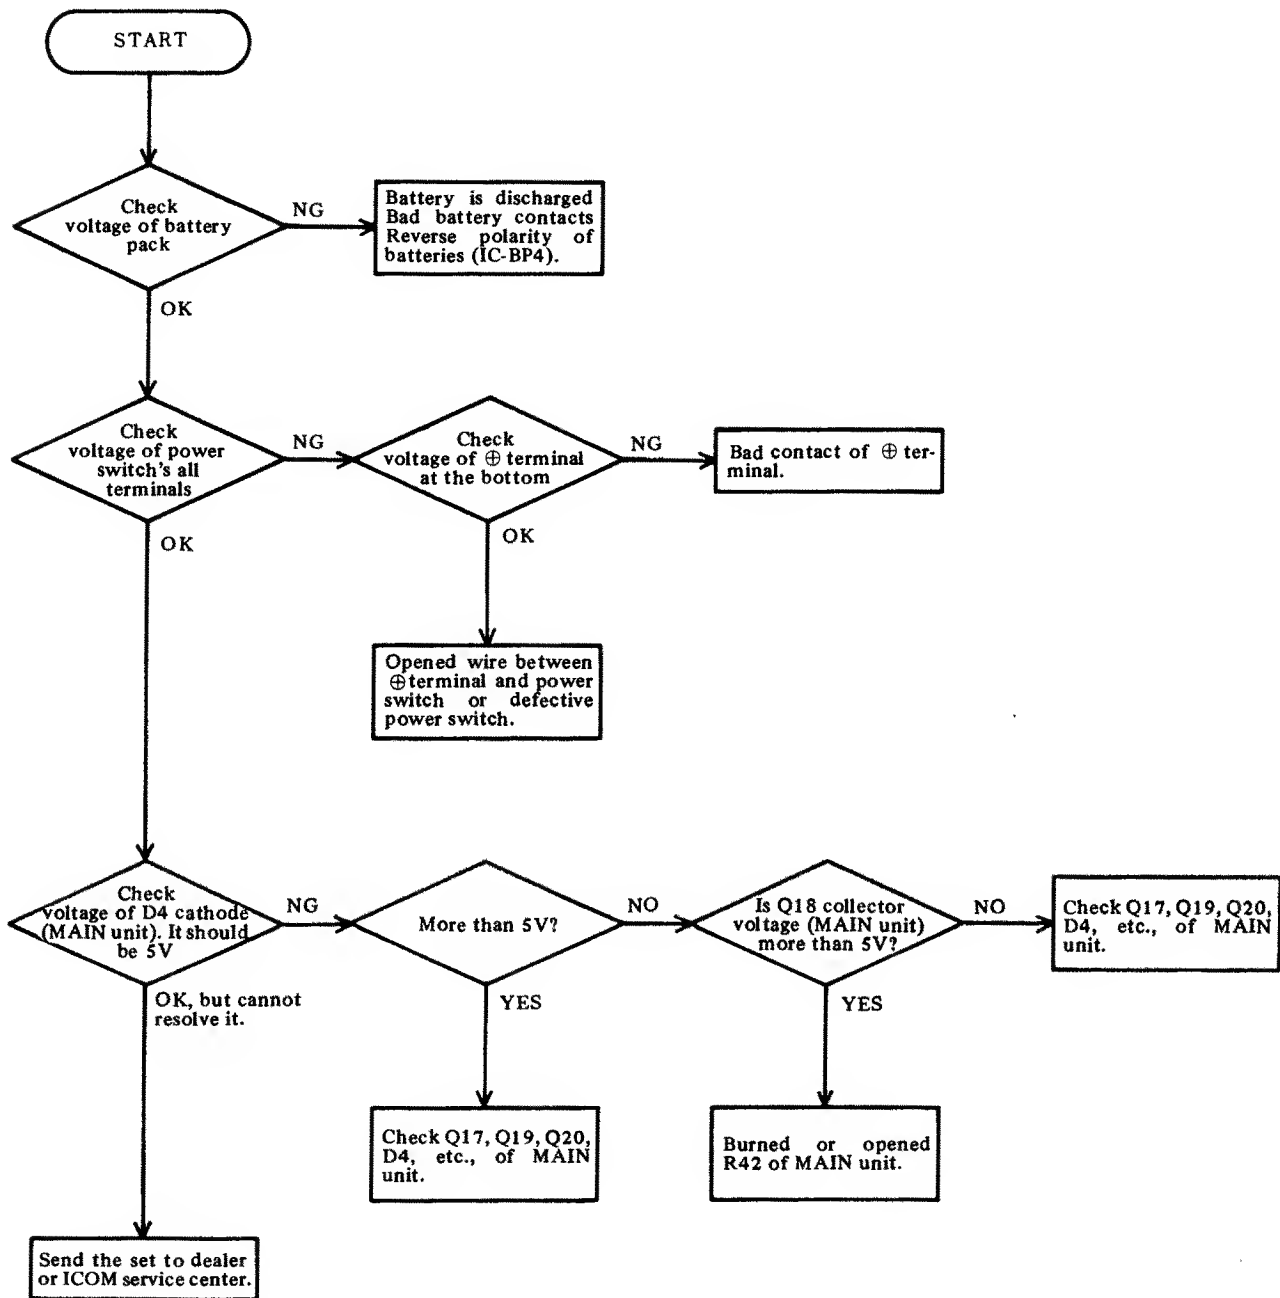 START
Check
voltage of battery
pack
NG
Battery is discharged
Bad battery contacts
Reverse polarity of
batteries (IC-BP4).
OK
Check
voltage of power
switch's all
terminals
NG
Check
voltage of ⊕ terminal
at the bottom
NG
Bad contact of ⊕ ter-
minal.
OK
OK
Opened wire between
⊕terminal and power
switch or defective
power switch.
Check
voltage of D4 cathode
(MAIN unit). It should
be 5V
NG
More than 5V?
NO
Is Q18 collector
voltage (MAIN unit)
more than 5V?
NO
Check Q17, Q19, Q20,
D4, etc., of MAIN
unit.
OK, but cannot
resolve it.
YES
YES
Check Q17, Q19, Q20,
D4, etc., of MAIN
unit.
Burned or opened
R42 of MAIN unit.
Send the set to dealer
or ICOM service center.